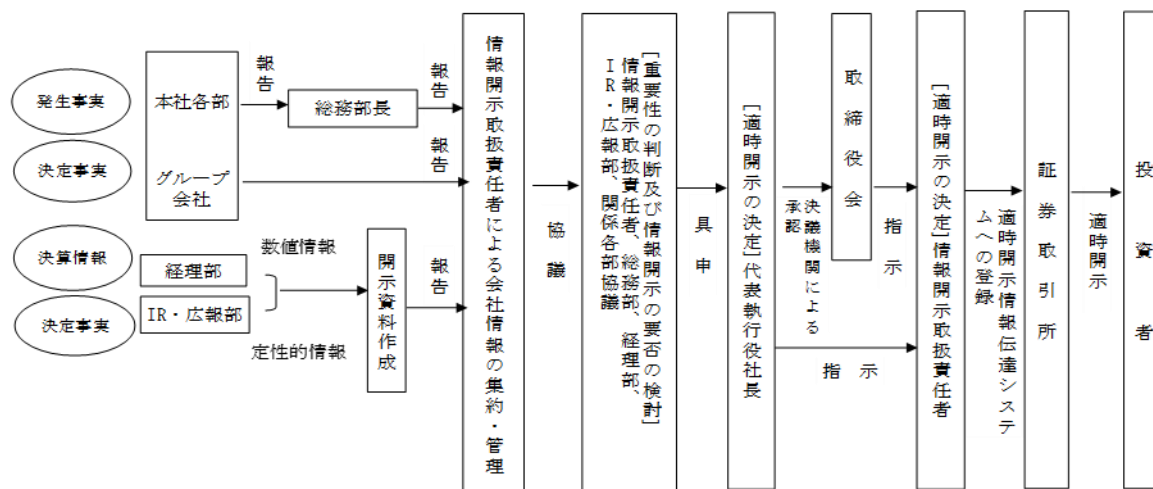 発生事実
決定事実
本社各部
グループ
会社
報告
総務部長
報告
報告
決算情報
決定事実
経理部
IR・広報部
数値情報
定性的情報
開示資料作成
報告
情報開示取扱責任者による会社情報の集約・管理
協議
[重要性の判断及び情報開示の要否の検討]
情報開示取扱責任者、総務部、経理部、
IR・広報部、関係各部協議
具申
[適時開示の決定]代表執行役社長
決議機関による
承認
取締役会
指示
指示
[適時開示の決定]情報開示取扱責任者
適時開示情報伝達システ
ムへの登録
証券取引所
適時開示
投資者